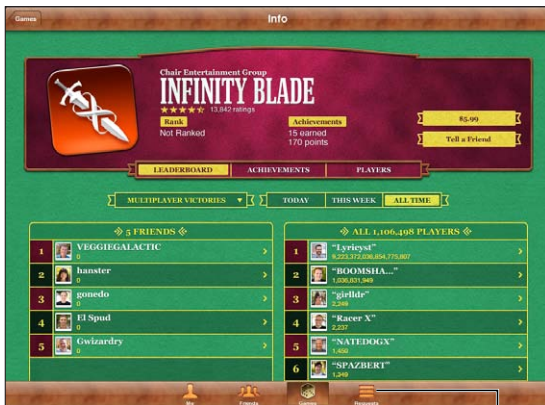 Games
Info
Chair Entertainment Group
INFINITY BLADE
13,842 ratings
Rank
Not Ranked
Achievements
15 earned
170 points
$5.99
Tell a Friend
LEADERBOARD
ACHIEVEMENTS
PLAYERS
MULTIPLAYER VICTORIES
TODAY
THIS WEEK
ALL TIME
5 FRIENDS
1 VEGGIEGALACTIC
0
2 hanster
0
3 gonedo
0
4 El Spud
0
5 Gwizardry
0
ALL 1,106,498 PLAYERS
1 "Lyricyst"
9,223,372,036,854,775,807
2 "BOOMSHA..."
1,036,031,949
3 "girlldr"
2,249
4 "Racer X"
2,237
5 "NATEDOGX"
1,450
6 "SPAZBERT"
1,249
Me
Friends
Games
Requests